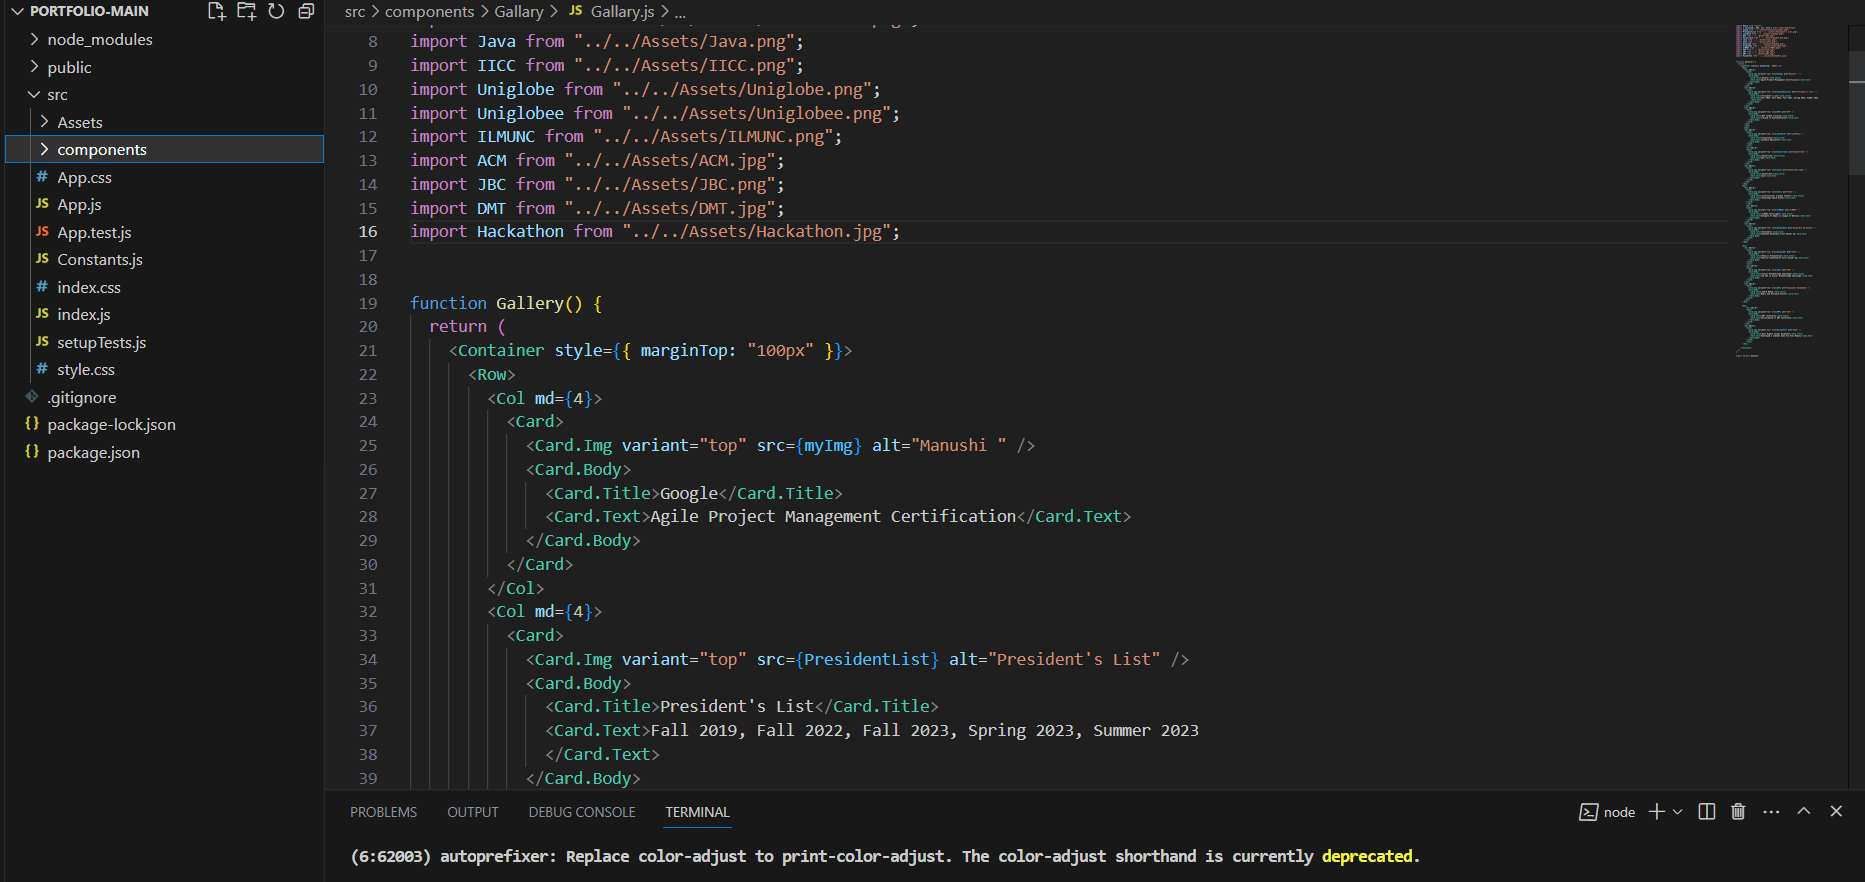 PORTFOLIO-MAIN
node_modules
public
src
Assets
components
# App.css
JS App.js
JS App.test.js
JS Constants.js
# index.css
JS index.js
JS setupTests.js
# style.css
.gitignore
{} package-lock.json
{} package.json
src > components > Gallary > JS Gallary.js > ...
8 import Java from "../../Assets/Java.png";
9 import IICC from "../../Assets/IICC.png";
10 import Uniglobe from "../../Assets/Uniglobe.png";
11 import Uniglobee from "../../Assets/Uniglobee.png";
12 import ILMUNC from "../../Assets/ILMUNC.png";
13 import ACM from "../../Assets/ACM.jpg";
14 import JBC from "../../Assets/JBC.png";
15 import DMT from "../../Assets/DMT.jpg";
16 import Hackathon from "../../Assets/Hackathon.jpg";
17
18
19 function Gallery() {
20 return (
21 <Container style={{ marginTop: "100px" }}>
22 <Row>
23 <Col md={4}>
24 <Card>
25 <Card.Img variant="top" src={myImg} alt="Manushi " />
26 <Card.Body>
27 <Card.Title>Google</Card.Title>
28 <Card.Text>Agile Project Management Certification</Card.Text>
29 </Card.Body>
30 </Card>
31 </Col>
32 <Col md={4}>
33 <Card>
34 <Card.Img variant="top" src={PresidentList} alt="President's List" />
35 <Card.Body>
36 <Card.Title>President's List</Card.Title>
37 <Card.Text>Fall 2019, Fall 2022, Fall 2023, Spring 2023, Summer 2023
38 </Card.Text>
39 </Card.Body>
PROBLEMS OUTPUT DEBUG CONSOLE TERMINAL node
(6:62003) autoprefixer: Replace color-adjust to print-color-adjust. The color-adjust shorthand is currently deprecated.